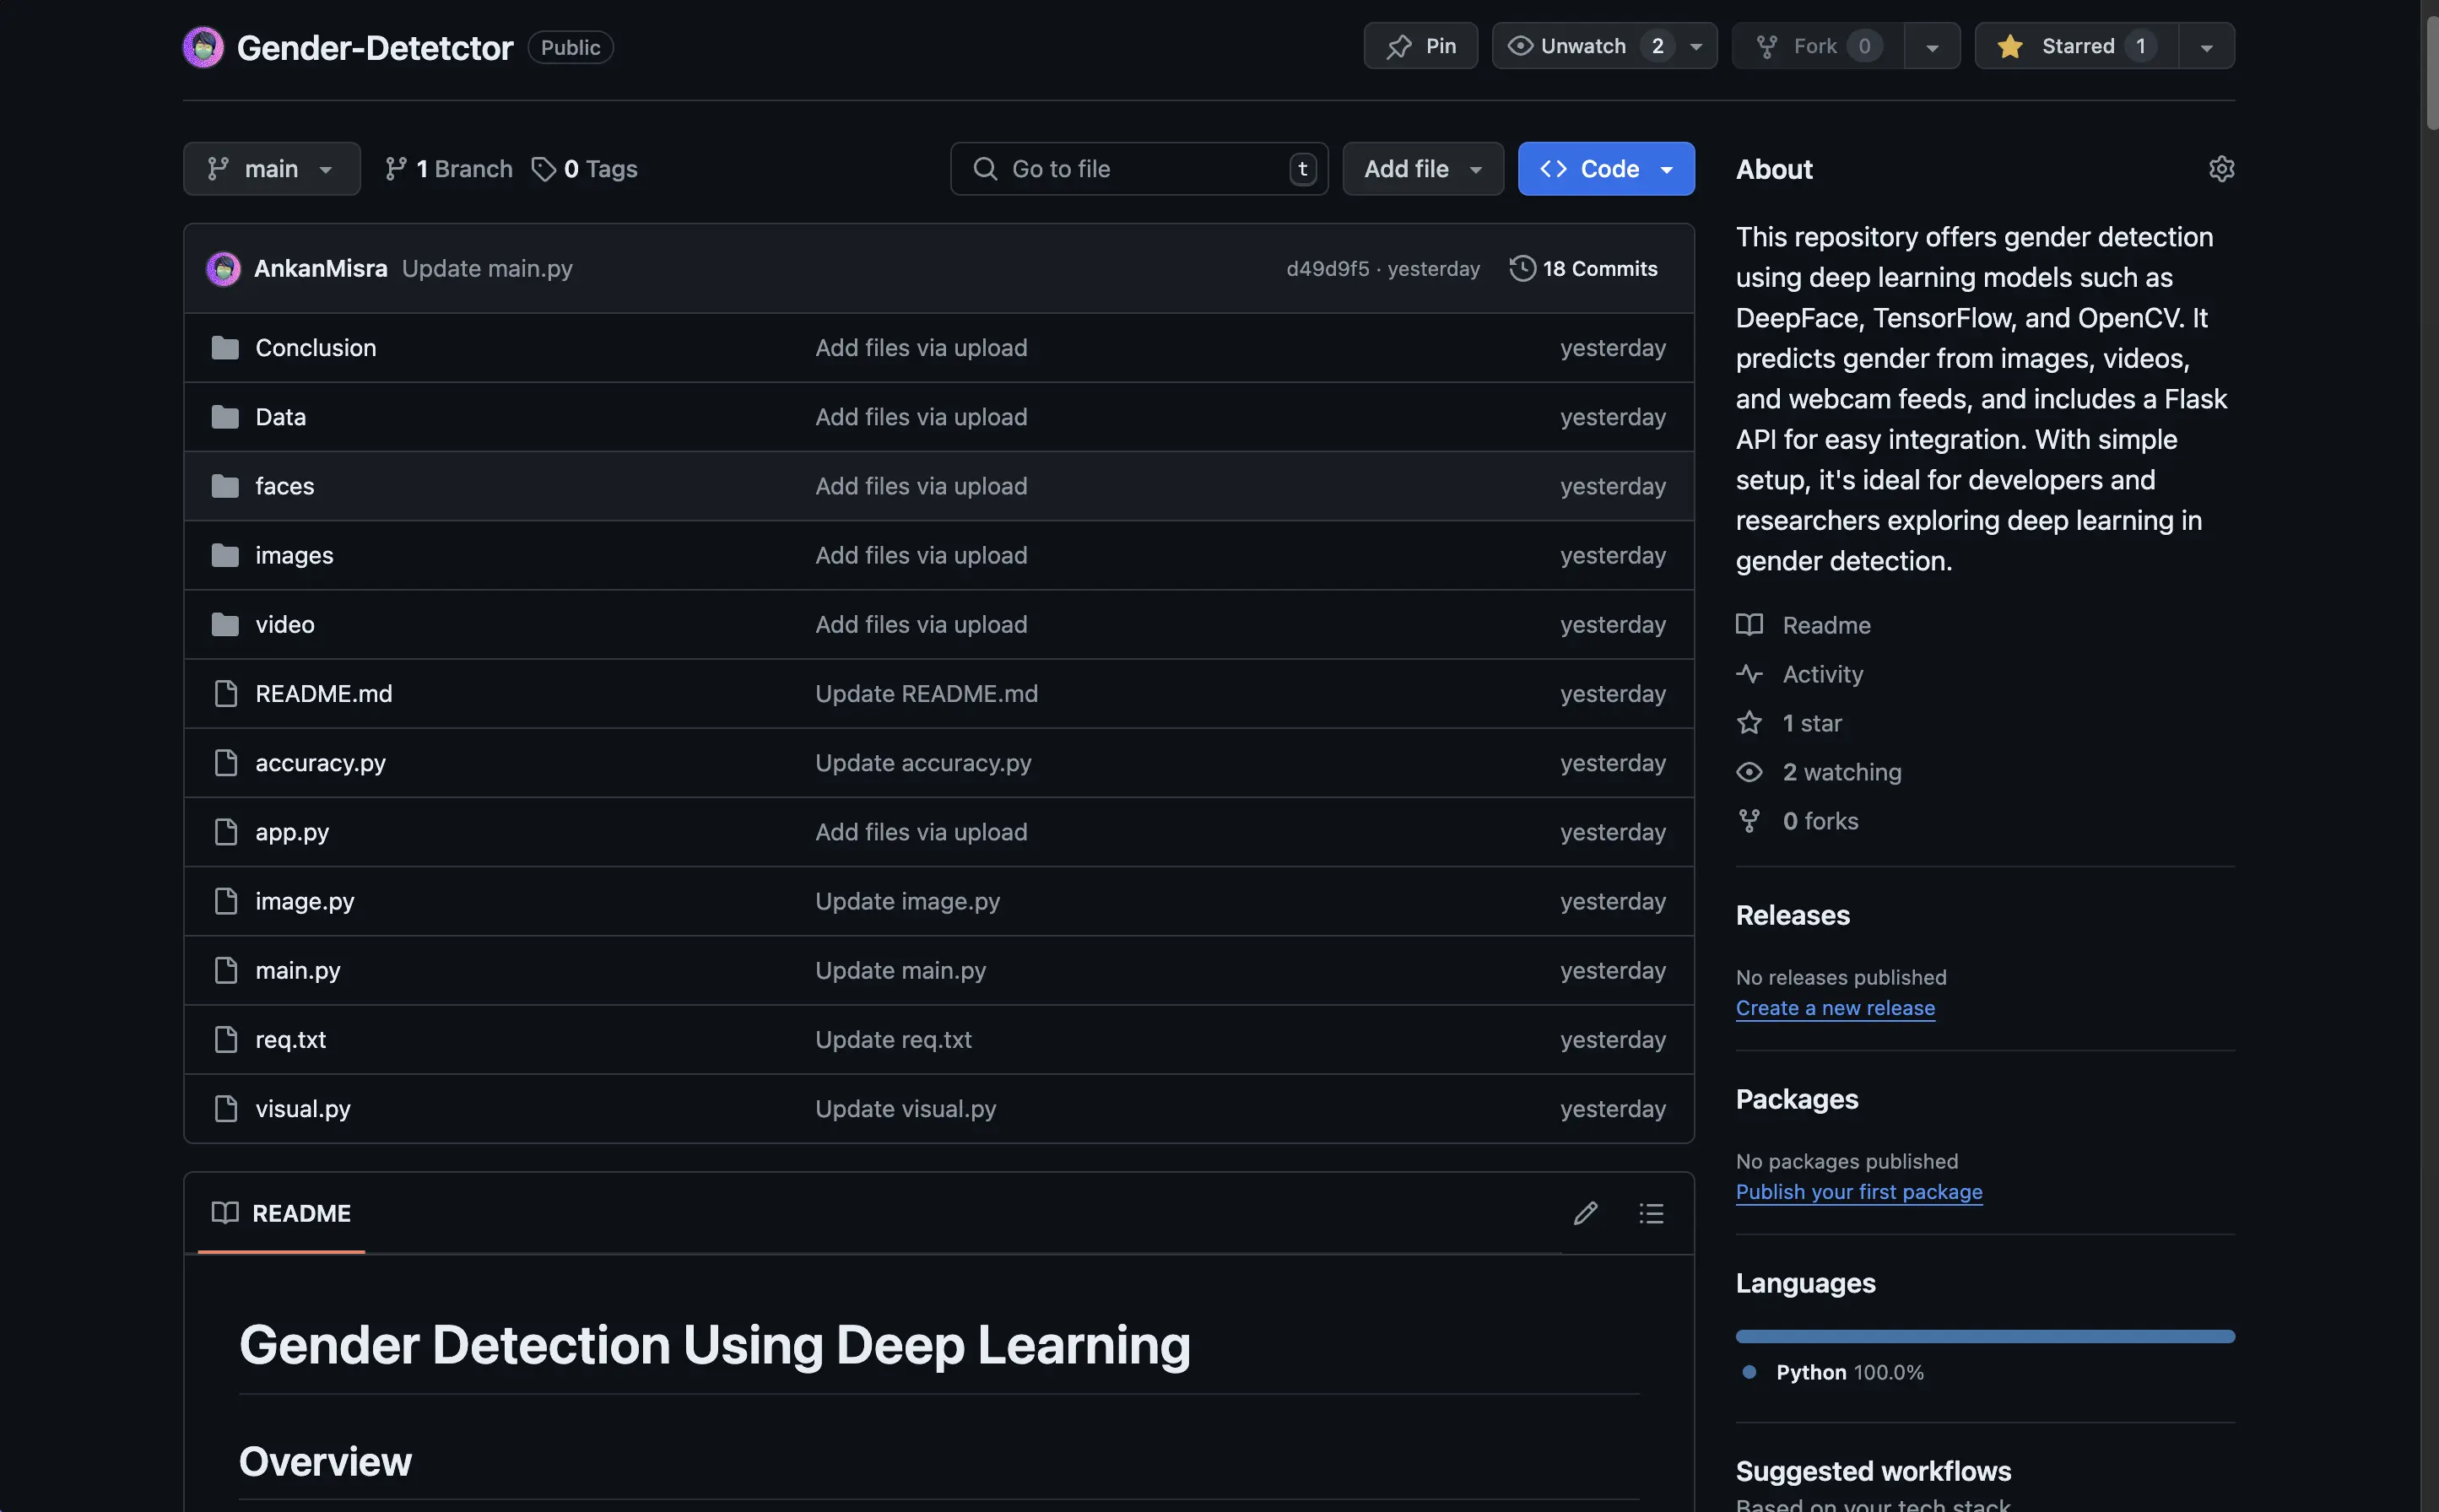 Gender-Detetctor Public
Pin
Unwatch 2
Fork 0
Starred 1
main
1 Branch
0 Tags
Go to file t
Add file
Code
AnkanMisra Update main.py d49d9f5 · yesterday 18 Commits
Conclusion Add files via upload yesterday
Data Add files via upload yesterday
faces Add files via upload yesterday
images Add files via upload yesterday
video Add files via upload yesterday
README.md Update README.md yesterday
accuracy.py Update accuracy.py yesterday
app.py Add files via upload yesterday
image.py Update image.py yesterday
main.py Update main.py yesterday
req.txt Update req.txt yesterday
visual.py Update visual.py yesterday
README
Gender Detection Using Deep Learning
Overview
About
This repository offers gender detection
using deep learning models such as
DeepFace, TensorFlow, and OpenCV. It
predicts gender from images, videos,
and webcam feeds, and includes a Flask
API for easy integration. With simple
setup, it's ideal for developers and
researchers exploring deep learning in
gender detection.
Readme
Activity
1 star
2 watching
0 forks
Releases
No releases published
Create a new release
Packages
No packages published
Publish your first package
Languages
Python 100.0%
Suggested workflows
Based on your tech stack